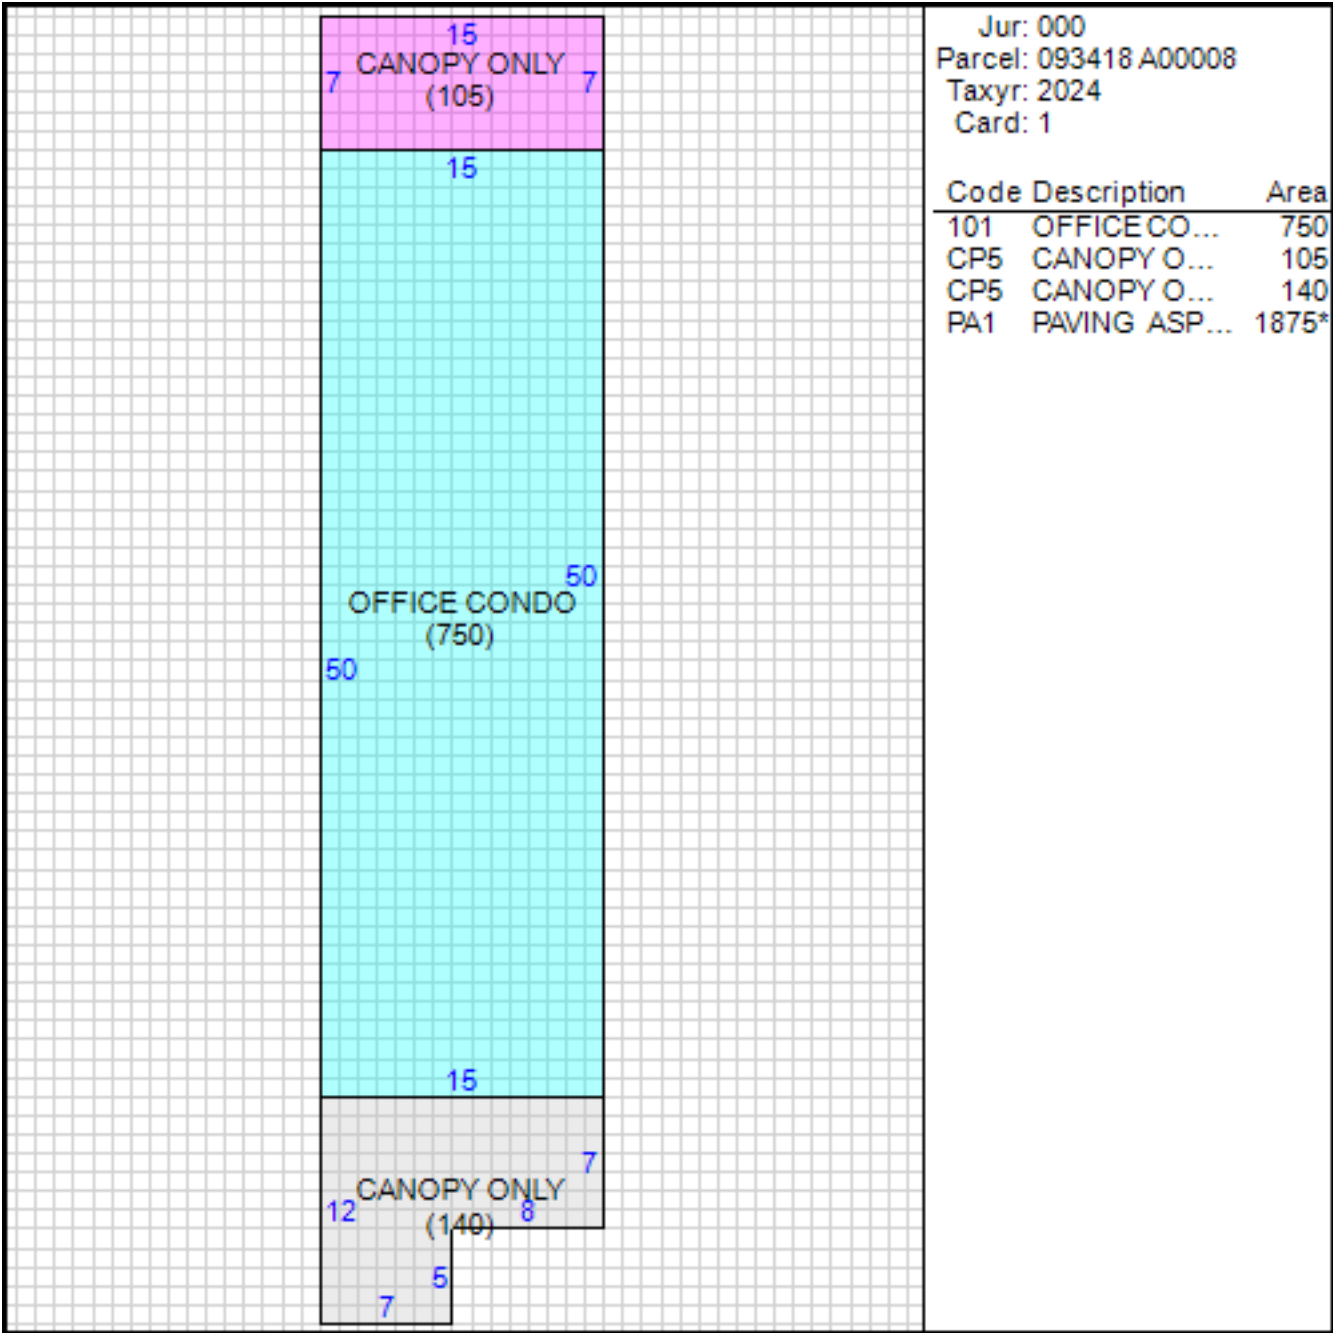 15
CANOPY ONLY
7
7
(105)
15
50
OFFICE CONDO
(750)
50
15
7
CANOPY ONLY
12
8
(140)
5
7
Jur: 000
Parcel: 093418 A00008
Taxyr: 2024
Card: 1
Code Description Area
101 OFFICE CO... 750
CP5 CANOPY O... 105
CP5 CANOPY O... 140
PA1 PAVING ASP... 1875*